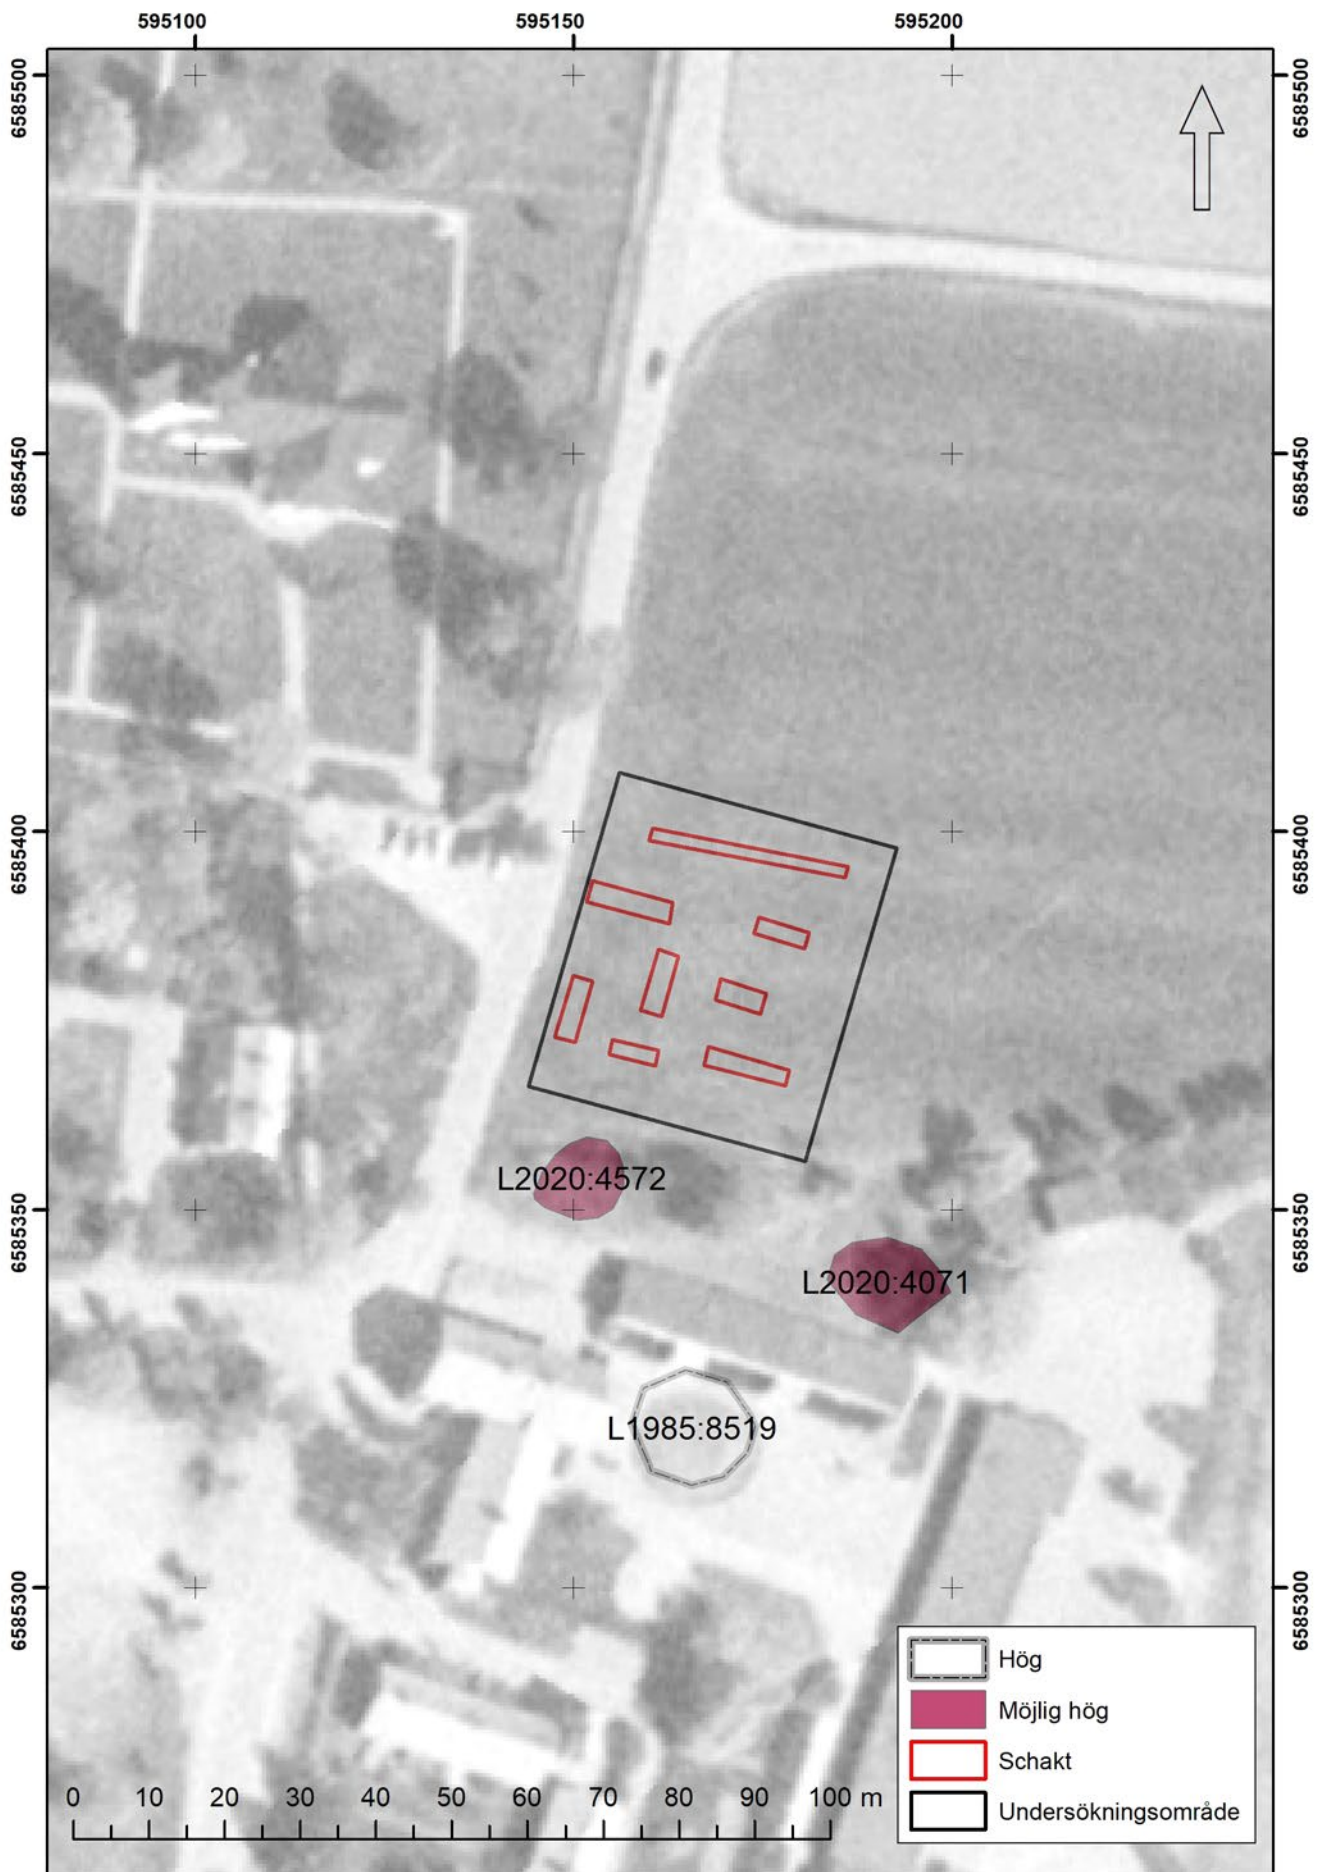 595100 595150 595200
6585500 6585500
6585450 6585450
6585400 6585400
L2020:4572
6585350 6585350
L2020:4071
L1985:8519
6585300 6585300
Hög
Möjlig hög
Schakt
Undersökningsområde
0 10 20 30 40 50 60 70 80 90 100 m